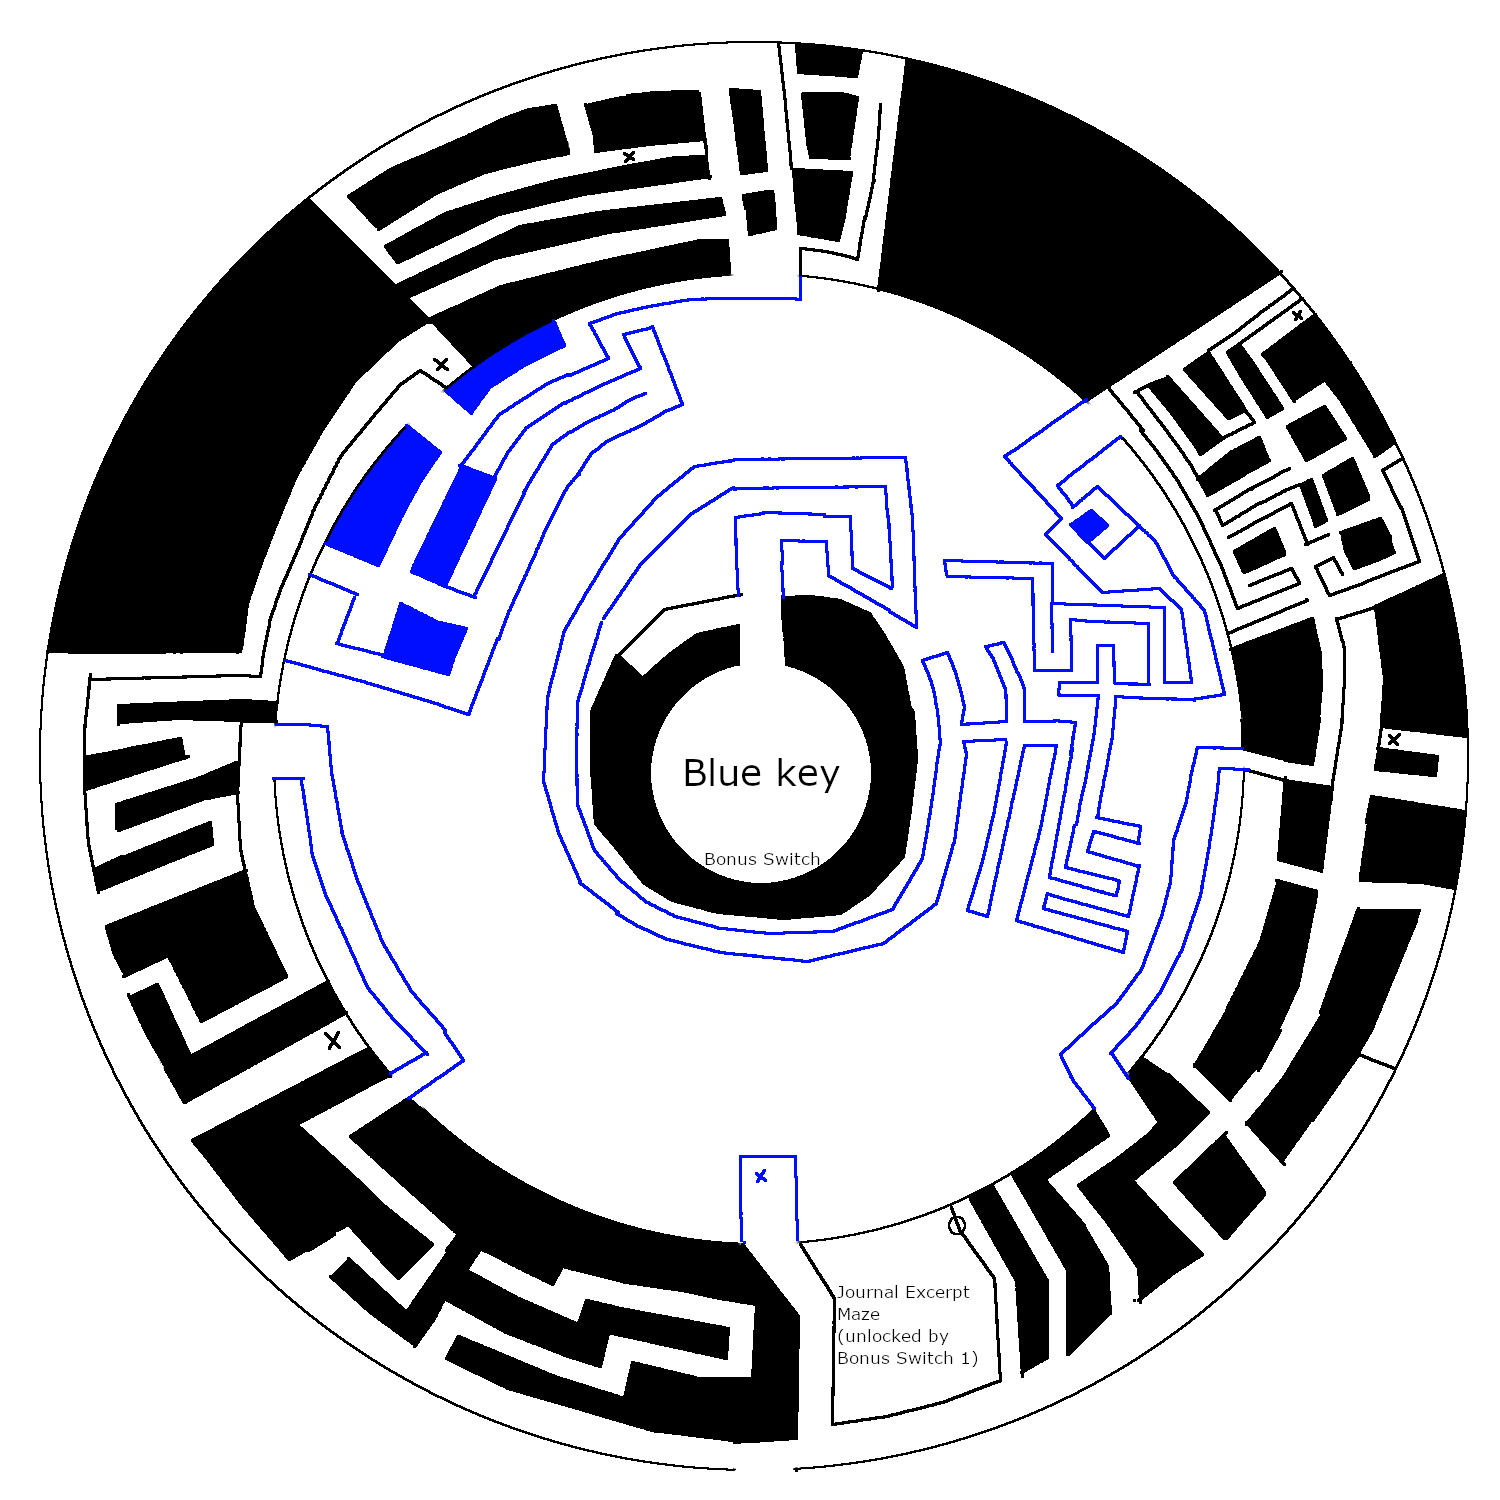 Blue key
Bonus Switch
Journal Excerpt
Maze
(unlocked by
Bonus Switch 1)